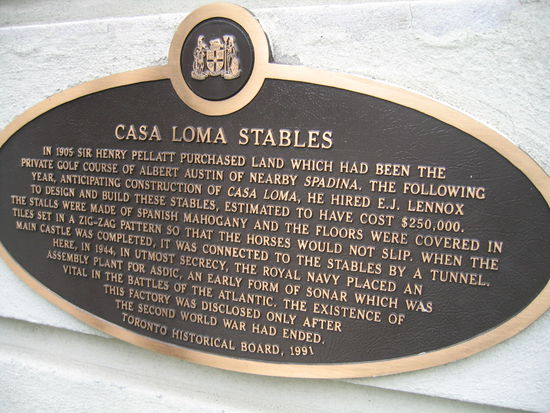 CASA LOMA STABLES
IN 1905 SIR HENRY PELLATT PURCHASED LAND WHICH HAD BEEN THE
PRIVATE GOLF COURSE OF ALBERT AUSTIN OF NEARBY SPADINA. THE FOLLOWING
YEAR, ANTICIPATING CONSTRUCTION OF CASA LOMA, HE HIRED E.J. LENNOX
TO DESIGN AND BUILD THESE STABLES, ESTIMATED TO HAVE COST $250,000.
THE STALLS WERE MADE OF SPANISH MAHOGANY AND THE FLOORS WERE COVERED IN
TILES SET IN A ZIG-ZAG PATTERN SO THAT THE HORSES WOULD NOT SLIP. WHEN THE
MAIN CASTLE WAS COMPLETED, IT WAS CONNECTED TO THE STABLES BY A TUNNEL.
HERE, IN 1944, IN UTMOST SECRECY, THE ROYAL NAVY PLACED AN
ASSEMBLY PLANT FOR ASDIC, AN EARLY FORM OF SONAR WHICH WAS
VITAL IN THE BATTLES OF THE ATLANTIC. THE EXISTENCE OF
THIS FACTORY WAS DISCLOSED ONLY AFTER
THE SECOND WORLD WAR HAD ENDED.
TORONTO HISTORICAL BOARD, 1991